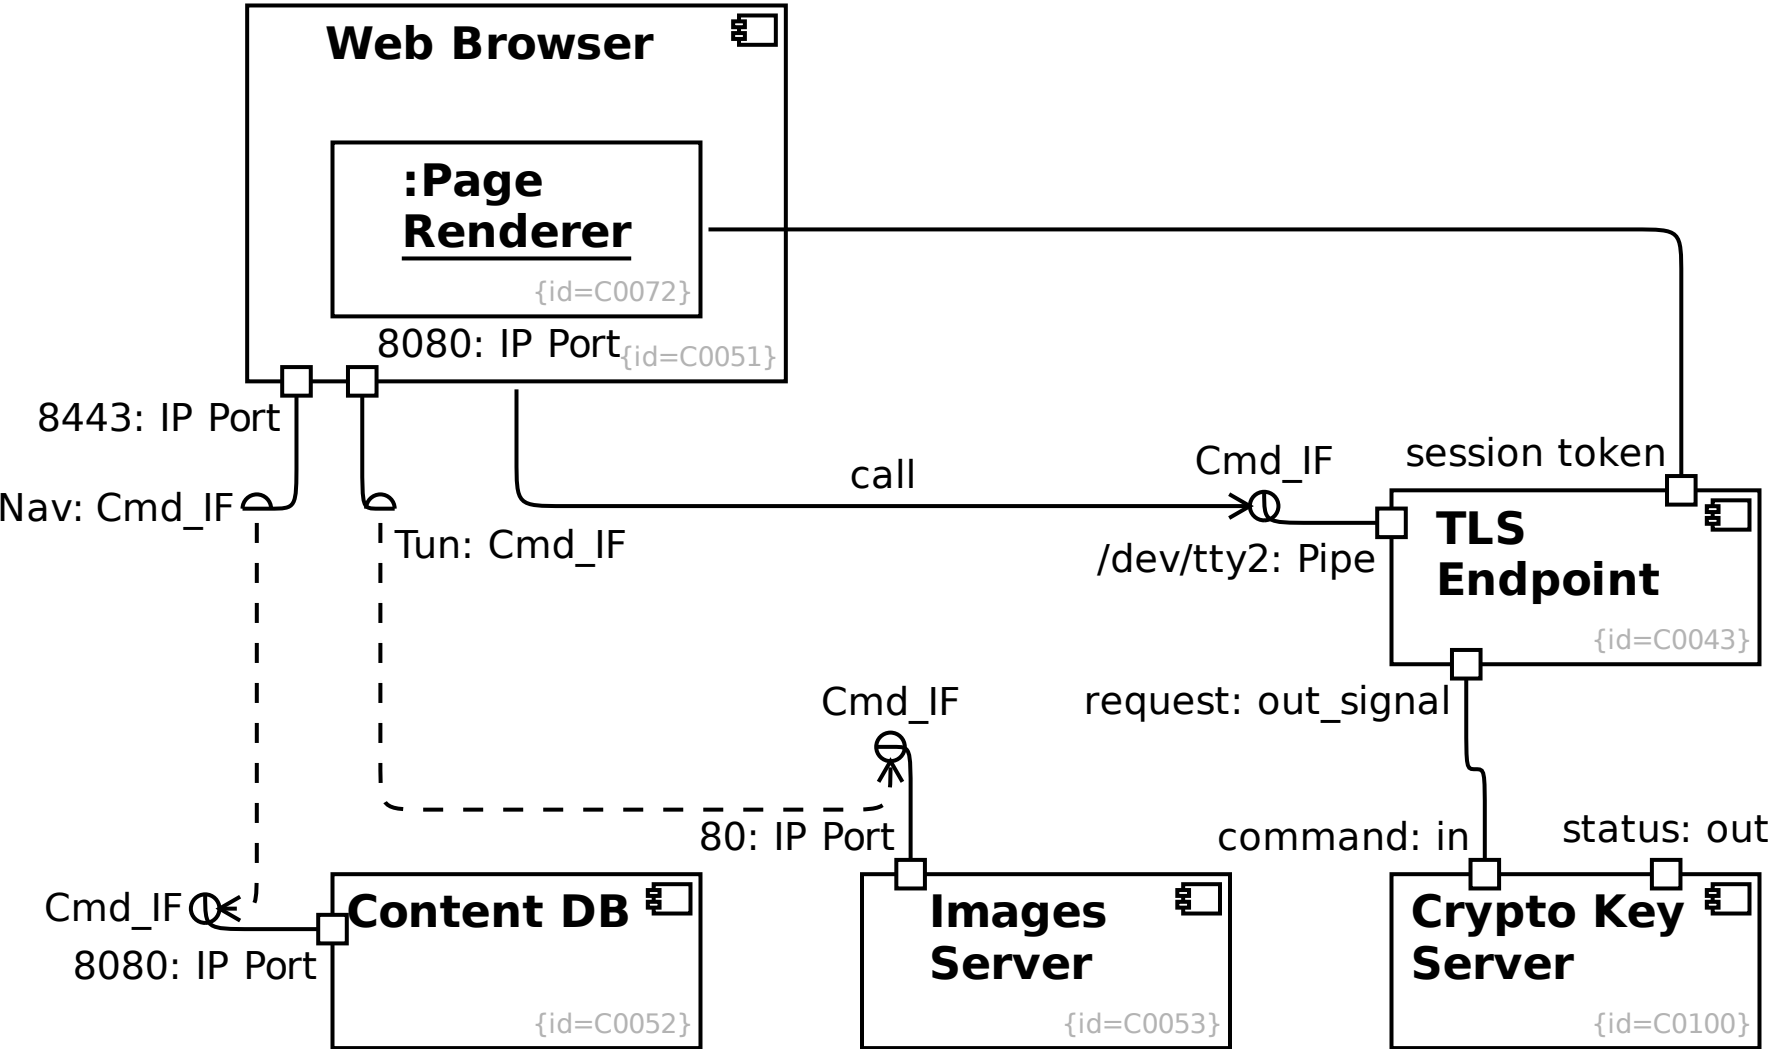 Web Browser
:Page
Renderer
{id=C0072}
8080: IP Port
{id=C0051}
8443: IP Port
Nav: Cmd_IF
Tun: Cmd_IF
call
Cmd_IF
session token
/dev/tty2: Pipe
TLS
Endpoint
{id=C0043}
Cmd_IF
request: out_signal
80: IP Port
command: in
status: out
Cmd_IF
8080: IP Port
Content DB
{id=C0052}
Images
Server
{id=C0053}
Crypto Key
Server
{id=C0100}